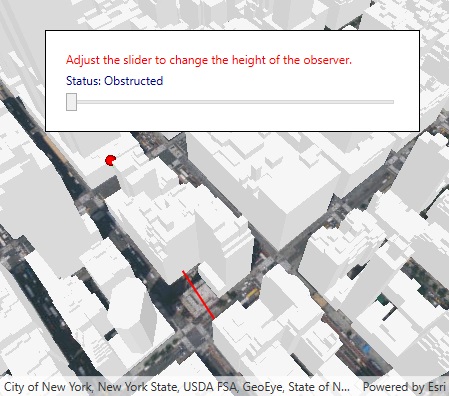 Adjust the slider to change the height of the observer.
Status: Obstructed
City of New York, New York State, USDA FSA, GeoEye, State of N... Powered by Esri